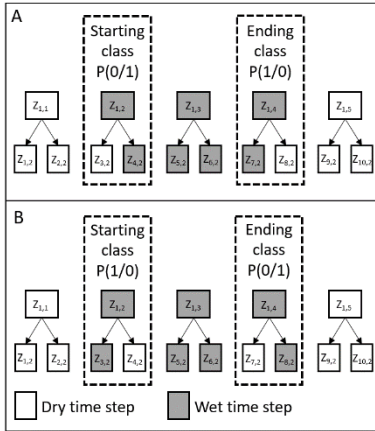 A
Starting
class
P(0/1)
Ending
class
P(1/0)
Z1,1 Z1,2 Z1,3 Z1,4 Z1,5
Z1,2 Z2,2 Z3,2 Z4,2 Z5,2 Z6,2 Z7,2 Z8,2 Z9,2 Z10,2
B
Starting
class
P(1/0)
Ending
class
P(0/1)
Z1,1 Z1,2 Z1,3 Z1,4 Z1,5
Z1,2 Z2,2 Z3,2 Z4,2 Z5,2 Z6,2 Z7,2 Z8,2 Z9,2 Z10,2
Dry time step Wet time step